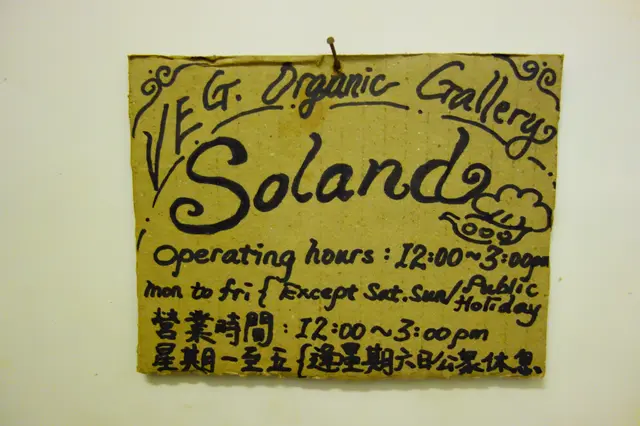 VEG. Organic Gallery
Soland
Operating hours : 12:00~3:00pm
mon to fri { Except Sat.Sun/Public Holiday
營業時間 : 12:00~3:00pm
星期一至五{逢星期六日/公眾休息